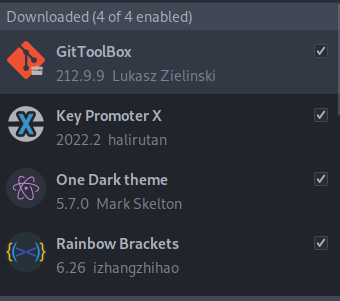 Downloaded (4 of 4 enabled)
GitToolBox
212.9.9 Lukasz Zielinski
Key Promoter X
2022.2 halirutan
One Dark theme
5.7.0 Mark Skelton
Rainbow Brackets
6.26 izhangzhihao